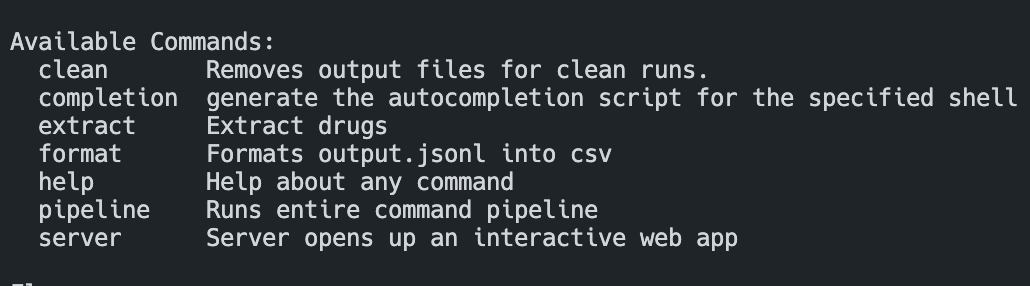 Available Commands:
clean Removes output files for clean runs.
completion generate the autocompletion script for the specified shell
extract Extract drugs
format Formats output.jsonl into csv
help Help about any command
pipeline Runs entire command pipeline
server Server opens up an interactive web app